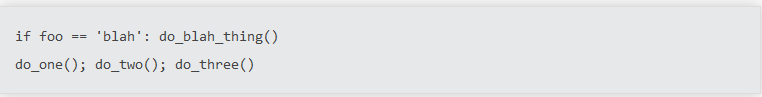 if foo == 'blah': do_blah_thing()
do_one(); do_two(); do_three()